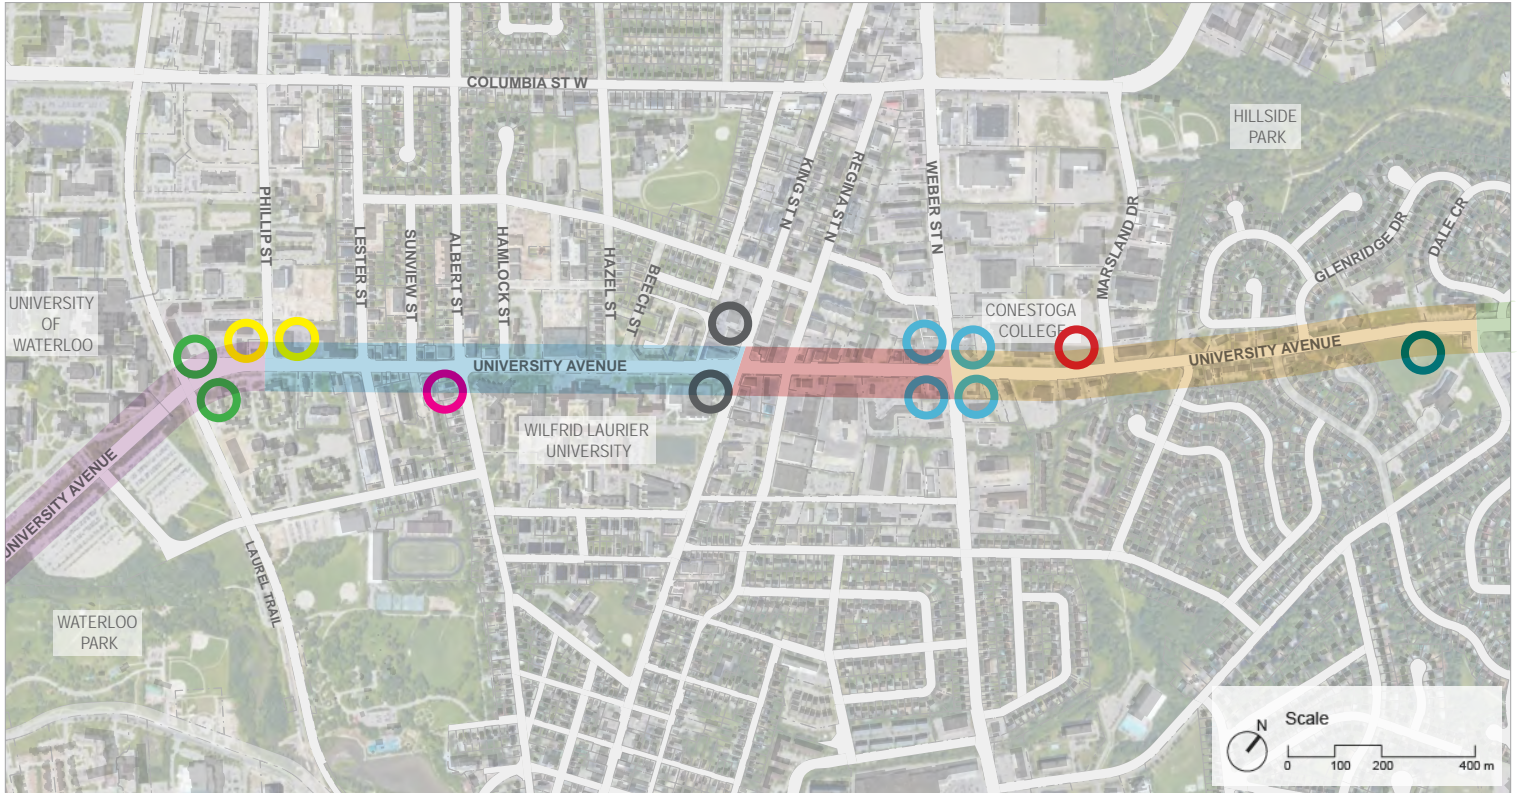 COLUMBIA ST W
HILLSIDE
PARK
KING ST N
REGINA ST N
WEBER ST N
PHILLIP ST
LESTER ST
SUNVIEW ST
ALBERT ST
HAMLOCK ST
HAZEL ST
BEECH ST
MARSLAND DR
GLENRIDGE DR
DALE CR
UNIVERSITY
OF
WATERLOO
CONESTOGA
COLLEGE
UNIVERSITY AVENUE
UNIVERSITY AVENUE
WILFRID LAURIER
UNIVERSITY
UNIVERSITY AVENUE
LAUREL TRAIL
WATERLOO
PARK
N
Scale
0 100 200 400 m